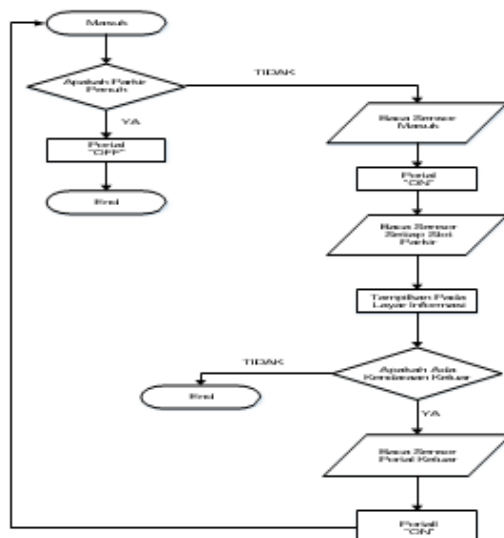 Masuk
Apakah Parkir
Penuh
TIDAK
YA
Portal
"OFF"
End
Baca Sensor
Masuk
Portal
"ON"
Baca Sensor
Setiap Slot
Parkir
Tampilkan Pada
Layar Informasi
Apakah Ada
Kendaraan Keluar
TIDAK
End
YA
Baca Sensor
Portal Keluar
Portall
"ON"